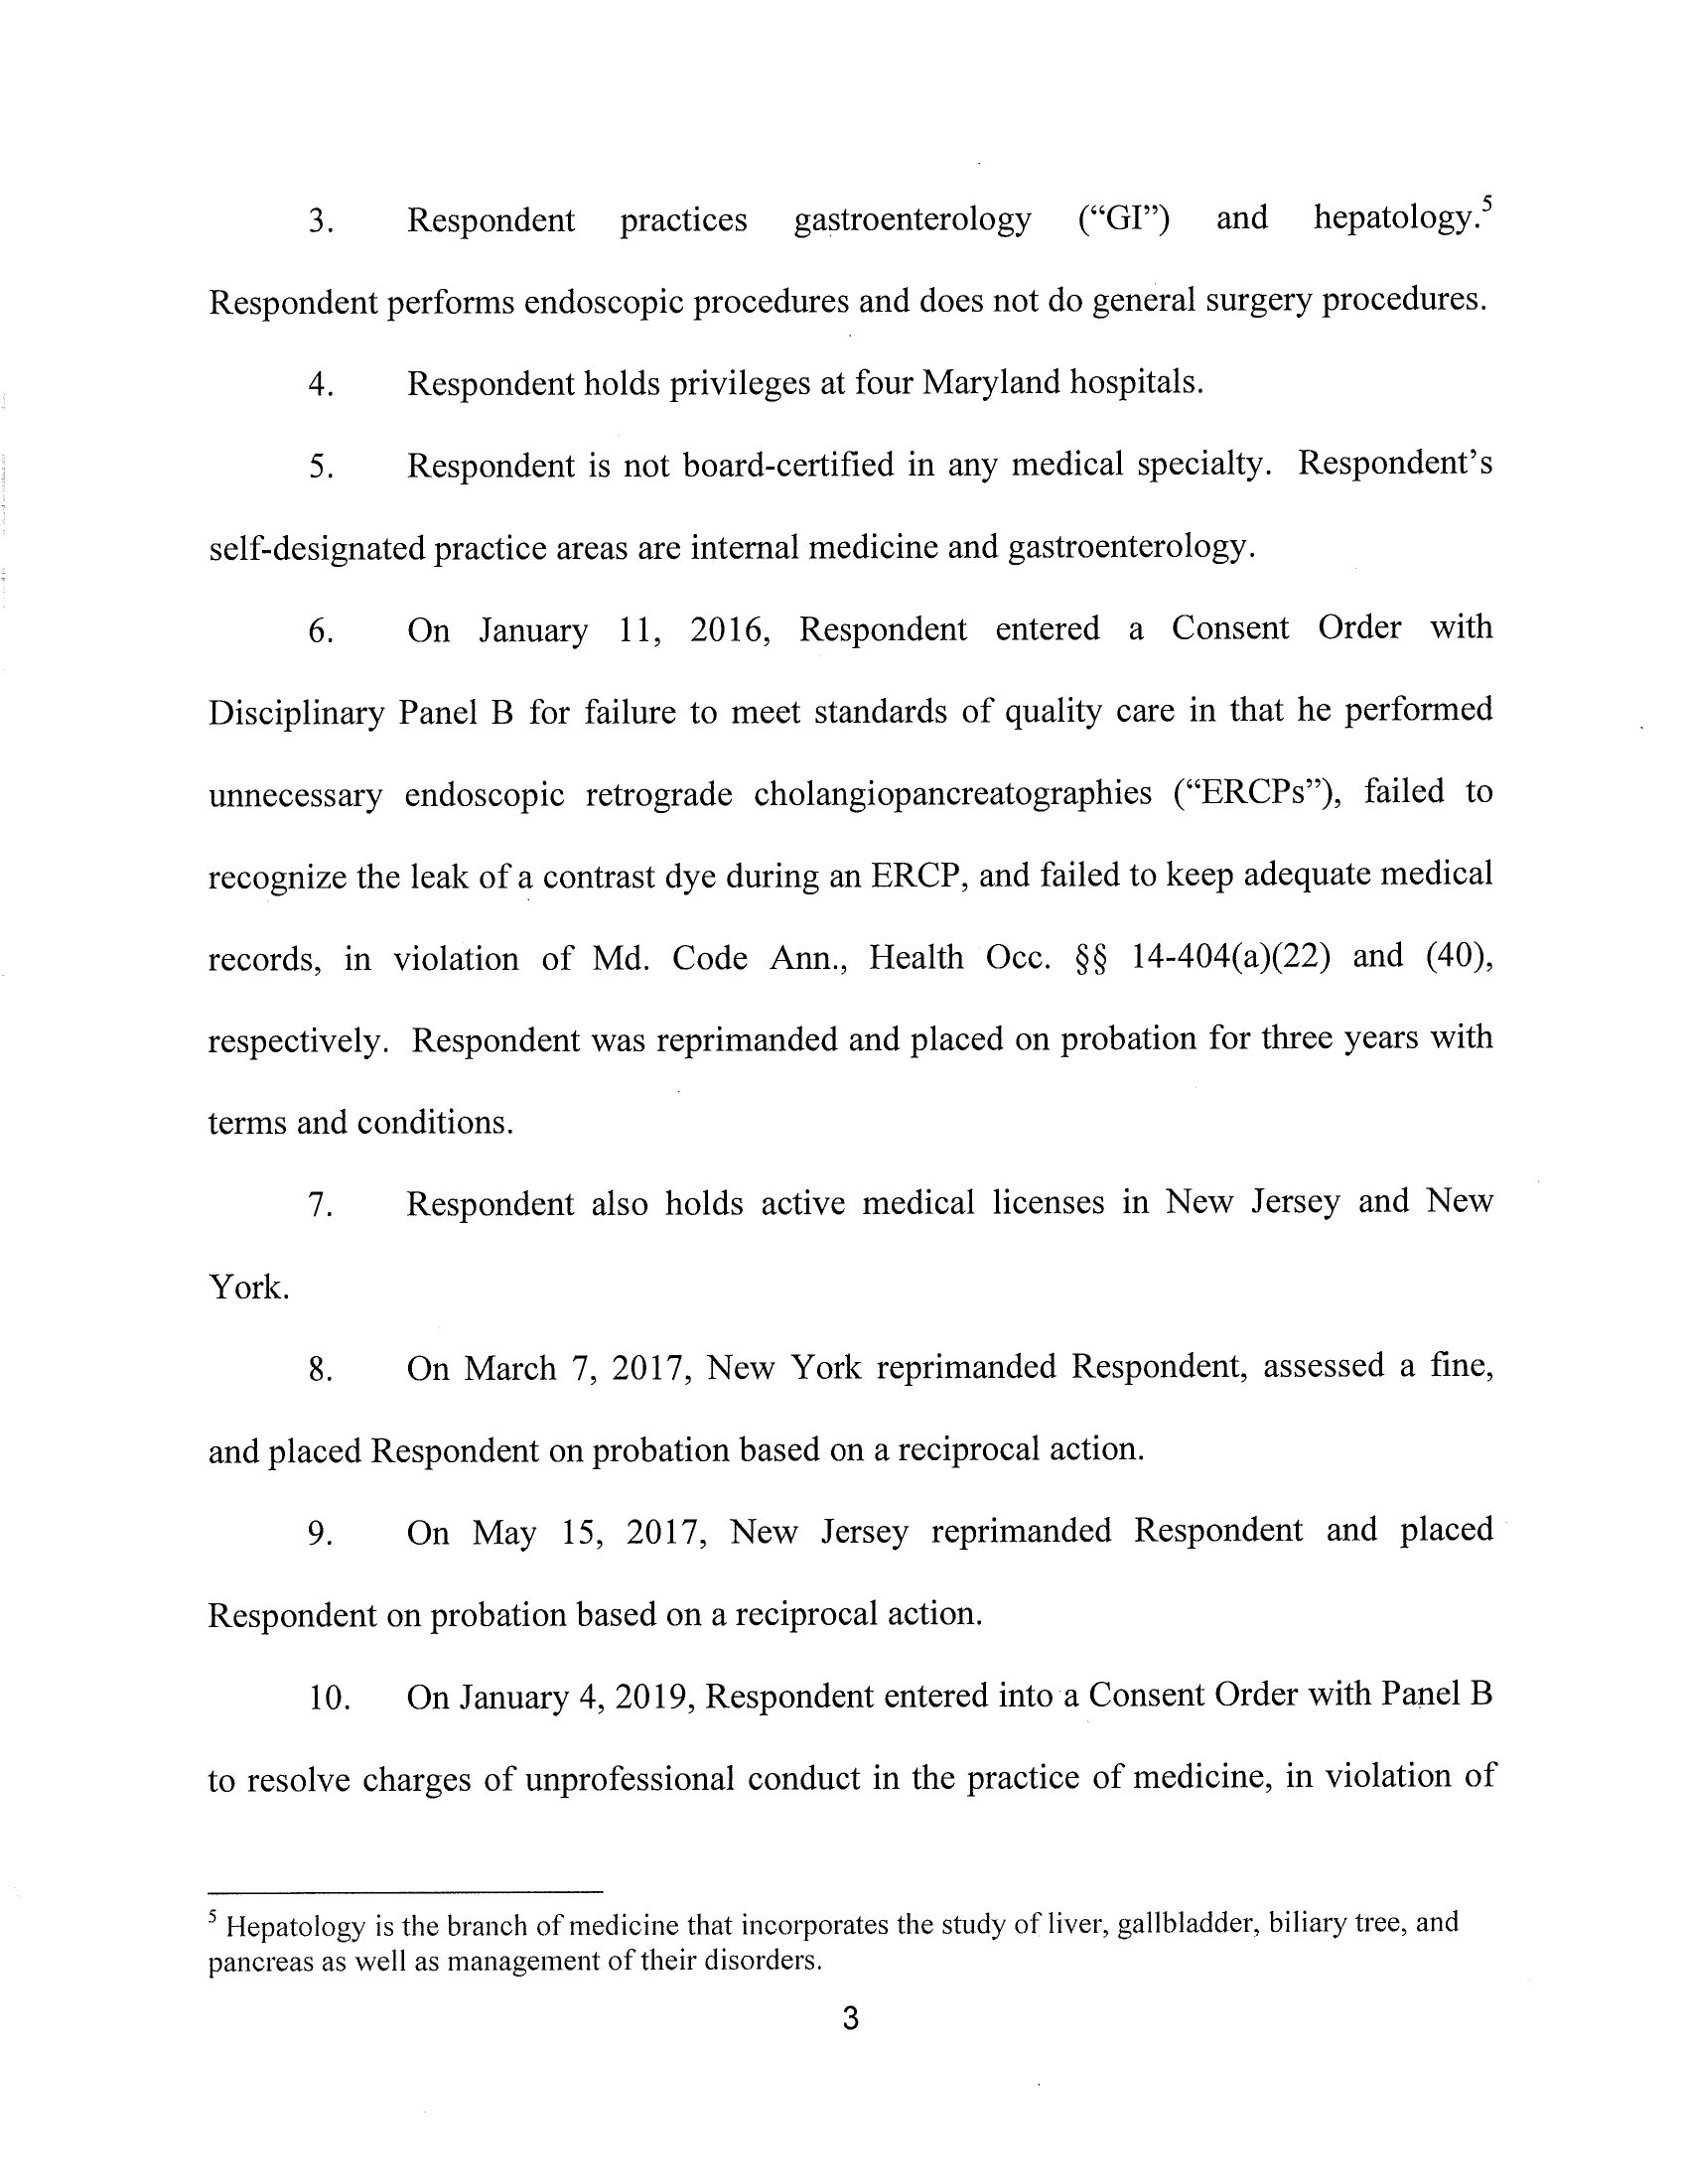 3. Respondent practices gastroenterology (“GI”) and hepatology.⁵
Respondent performs endoscopic procedures and does not do general surgery procedures.
4. Respondent holds privileges at four Maryland hospitals.
5. Respondent is not board-certified in any medical specialty. Respondent’s
self-designated practice areas are internal medicine and gastroenterology.
6. On January 11, 2016, Respondent entered a Consent Order with
Disciplinary Panel B for failure to meet standards of quality care in that he performed
unnecessary endoscopic retrograde cholangiopancreatographies (“ERCPs”), failed to
recognize the leak of a contrast dye during an ERCP, and failed to keep adequate medical
records, in violation of Md. Code Ann., Health Occ. §§ 14-404(a)(22) and (40),
respectively. Respondent was reprimanded and placed on probation for three years with
terms and conditions.
7. Respondent also holds active medical licenses in New Jersey and New
York.
8. On March 7, 2017, New York reprimanded Respondent, assessed a fine,
and placed Respondent on probation based on a reciprocal action.
9. On May 15, 2017, New Jersey reprimanded Respondent and placed
Respondent on probation based on a reciprocal action.
10. On January 4, 2019, Respondent entered into a Consent Order with Panel B
to resolve charges of unprofessional conduct in the practice of medicine, in violation of
⁵ Hepatology is the branch of medicine that incorporates the study of liver, gallbladder, biliary tree, and
pancreas as well as management of their disorders.
3